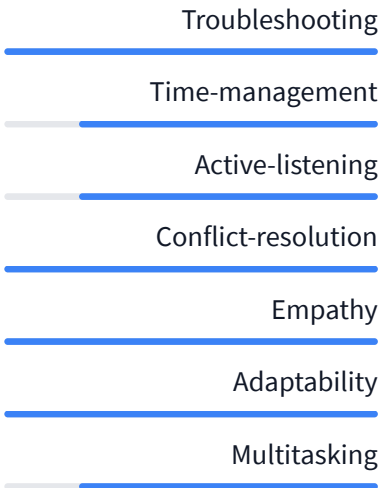 Troubleshooting
Time-management
Active-listening
Conflict-resolution
Empathy
Adaptability
Multitasking